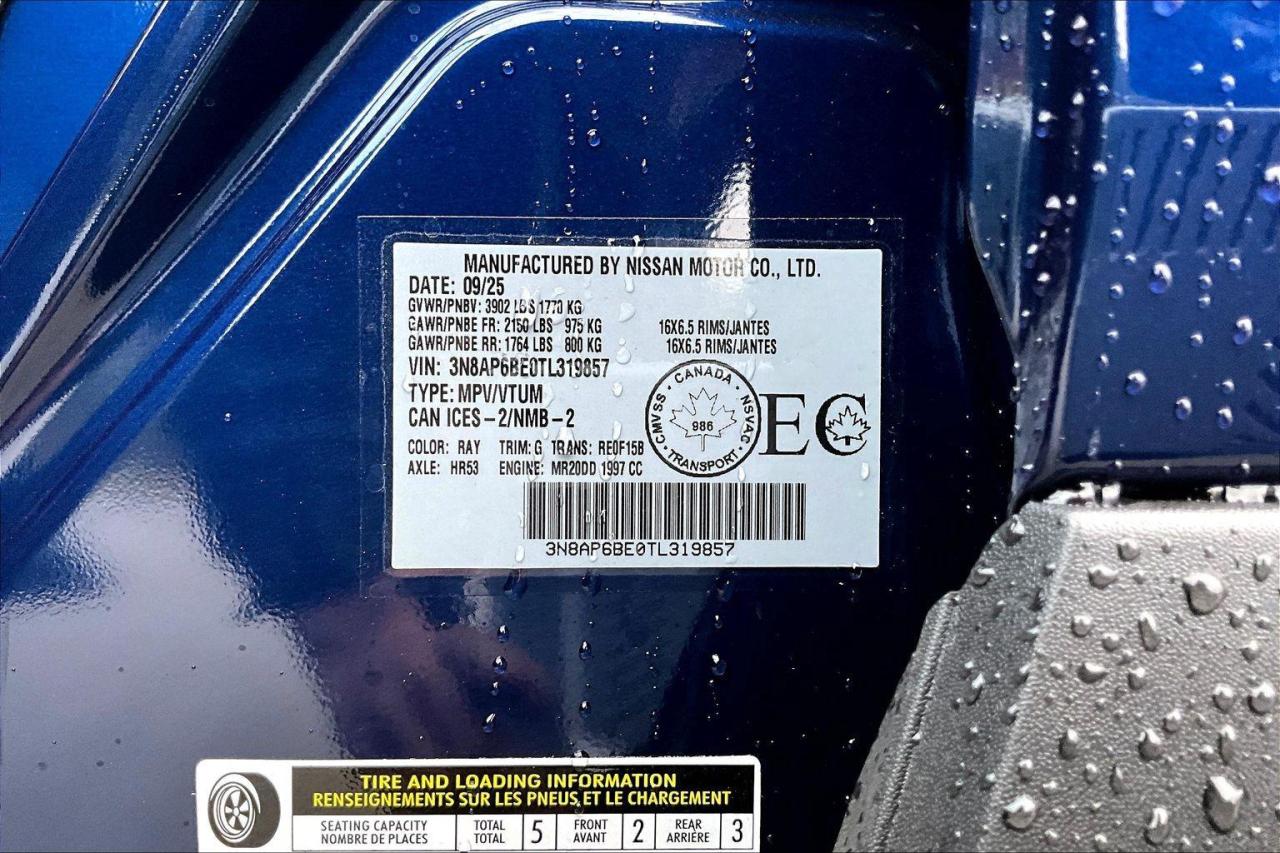 MANUFACTURED BY NISSAN MOTOR CO., LTD.
DATE: 09/25
GVWR/PNBV: 3902 LBS 1770 KG
GAWR/PNBE FR: 2150 LBS 975 KG 16X6.5 RIMS/JANTES
GAWR/PNBE RR: 1764 LBS 800 KG 16X6.5 RIMS/JANTES
VIN: 3N8AP6BE0TL319857
TYPE: MPV/VTUM
CAN ICES-2/NMB-2
COLOR: RAY TRIM: G TRANS: RE0F15B
AXLE: HR53 ENGINE: MR20DD 1997 CC
CANADA
CMVSS · NSVAC
986
TRANSPORT
EC
3N8AP6BE0TL319857
TIRE AND LOADING INFORMATION
RENSEIGNEMENTS SUR LES PNEUS ET LE CHARGEMENT
SEATING CAPACITY TOTAL 5 FRONT 2 REAR 3
NOMBRE DE PLACES TOTAL AVANT ARRIÈRE